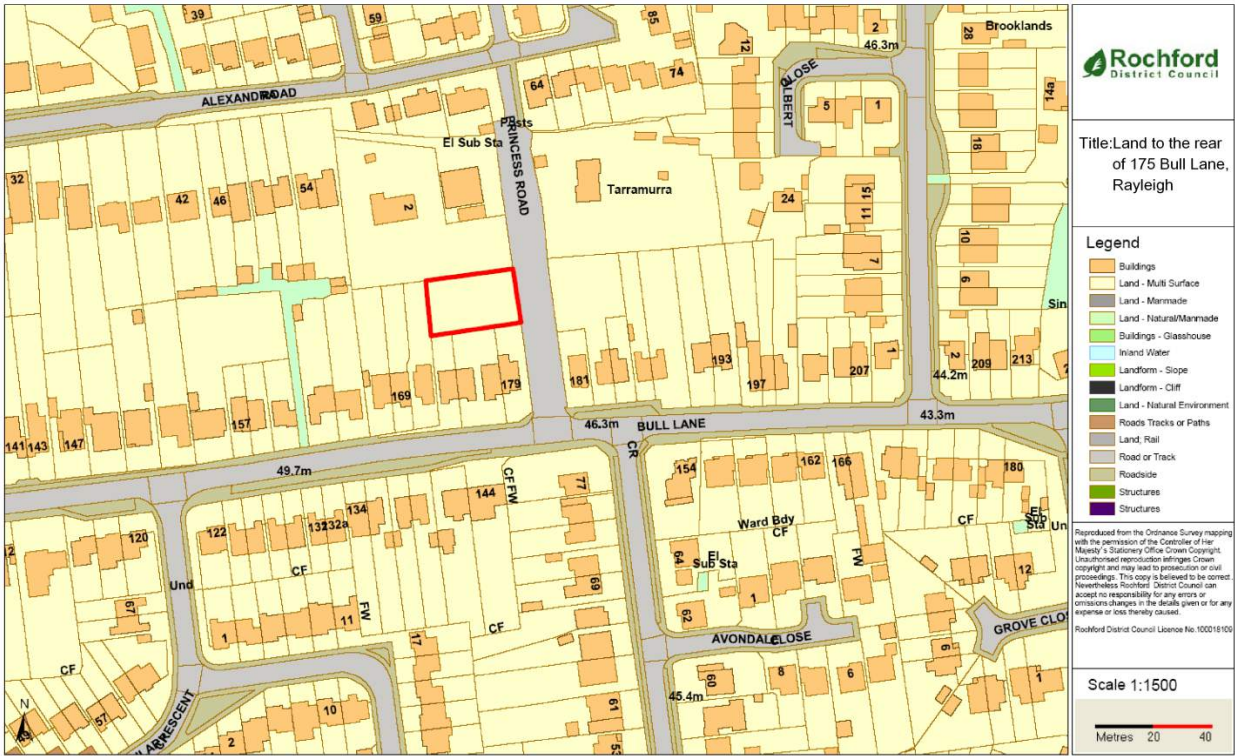 39
59
85
12
2
46.3m
28
Brooklands
CLOSE
ALBERT
5
1
14a
18
64
74
ALEXANDRA ROAD
Posts
El Sub Sta
PRINCESS ROAD
Tarramurra
32
42
46
54
2
24
11 15
7
10
6
Sin
141
143
147
157
169
179
181
193
197
207
1
2
209
213
44.2m
43.3m
46.3m
BULL LANE
49.7m
CR
122
132
132a
134
144
CF
FW
77
154
162
166
180
120
Ward Bdy
CF
CF
El
Sub
Sta
Und
CF
67
64
El
Sub Sta
FW
69
12
1
11
FW
CF
17
62
1
AVONDALE CLOSE
GROVE CLOS
CF
60
8
6
6
1
45.4m
61
57
10
2
CRESCENT
N
Rochford
District Council
Title:Land to the rear
of 175 Bull Lane,
Rayleigh
Legend
Buildings
Land - Multi Surface
Land - Manmade
Land - Natural/Manmade
Buildings - Glasshouse
Inland Water
Landform - Slope
Landform - Cliff
Land - Natural Environment
Roads Tracks or Paths
Land; Rail
Road or Track
Roadside
Structures
Structures
Reproduced from the Ordnance Survey mapping
with the permission of the Controller of Her
Majesty's Stationery Office Crown Copyright.
Unauthorised reproduction infringes Crown
copyright and may lead to prosecution or civil
proceedings. This copy is believed to be correct.
Nevertheless Rochford District Council can
accept no responsibility for any errors or
omissions changes in the details given or for any
expense or loss thereby caused.
Rochford District Council Licence No.100018109
Scale 1:1500
Metres 20 40